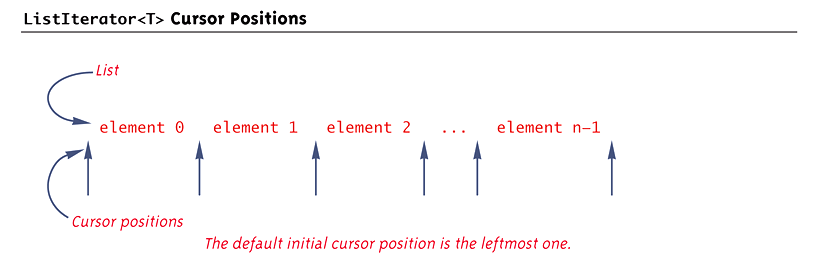 ListIterator<T> Cursor Positions
List
element 0 element 1 element 2 ... element n–1
Cursor positions
The default initial cursor position is the leftmost one.